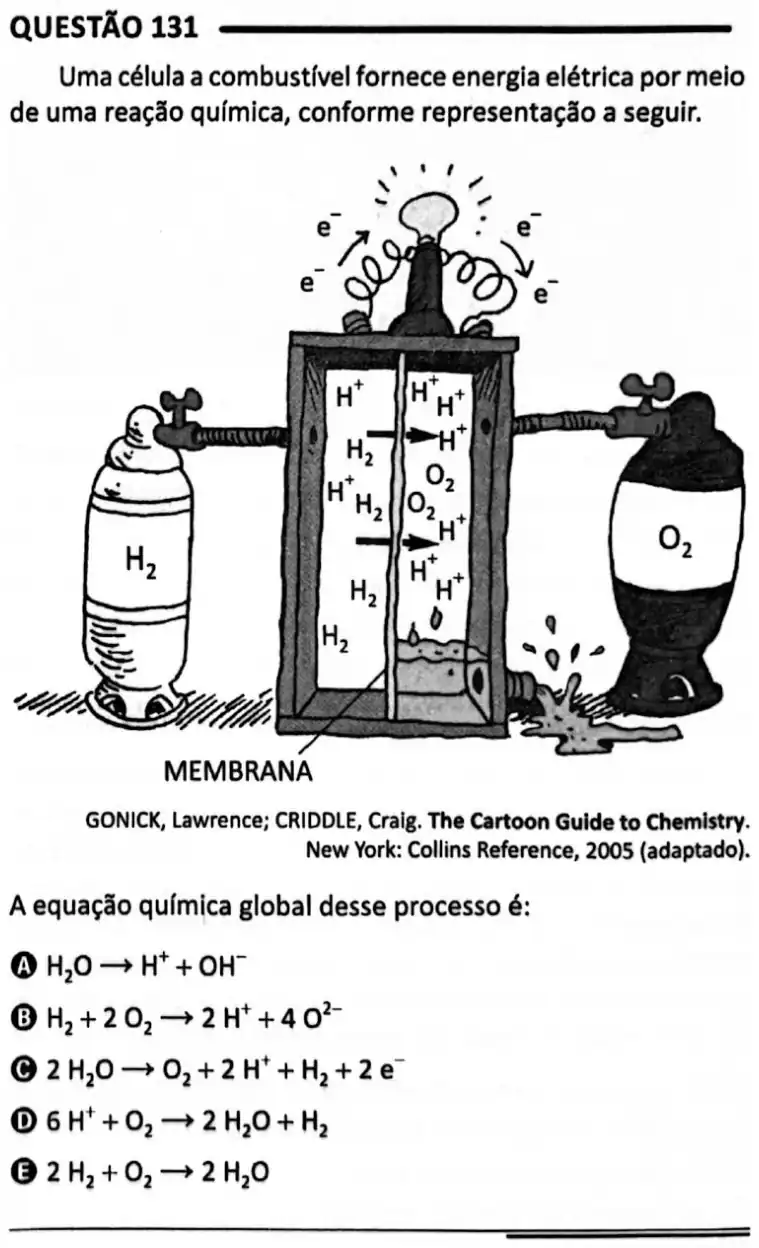 QUESTÃO 131
Uma célula a combustível fornece energia elétrica por meio
de uma reação química, conforme representação a seguir.
e⁻ e⁻
e⁻ e⁻
H⁺ H⁺ H⁺
H₂ H⁺
H⁺ H₂ O₂ O₂ H⁺
H₂ O₂
H⁺
H₂ H⁺
H₂
MEMBRANA
GONICK, Lawrence; CRIDDLE, Craig. The Cartoon Guide to Chemistry.
New York: Collins Reference, 2005 (adaptado).
A equação química global desse processo é:
A H₂O → H⁺ + OH⁻
B H₂ + 2 O₂ → 2 H⁺ + 4 O²⁻
C 2 H₂O → O₂ + 2 H⁺ + H₂ + 2 e⁻
D 6 H⁺ + O₂ → 2 H₂O + H₂
E 2 H₂ + O₂ → 2 H₂O